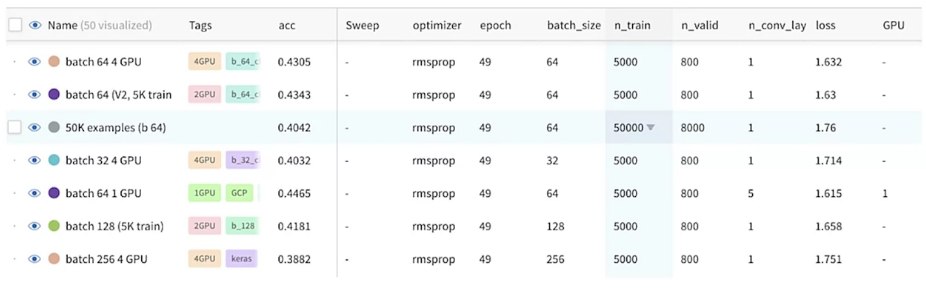 Name (50 visualized) Tags acc Sweep optimizer epoch batch_size n_train n_valid n_conv_lay loss GPU
batch 64 4 GPU 4GPU b_64_c 0.4305 - rmsprop 49 64 5000 800 1 1.632 -
batch 64 (V2, 5K train 2GPU b_64_c 0.4343 - rmsprop 49 64 5000 800 1 1.63 -
50K examples (b 64) 0.4042 - rmsprop 49 64 50000 8000 1 1.76 -
batch 32 4 GPU 4GPU b_32_c 0.4032 - rmsprop 49 32 5000 800 1 1.714 -
batch 64 1 GPU 1GPU GCP 0.4465 - rmsprop 49 64 5000 800 5 1.615 1
batch 128 (5K train) 2GPU b_128 0.4181 - rmsprop 49 128 5000 800 1 1.658 -
batch 256 4 GPU 4GPU keras 0.3882 - rmsprop 49 256 5000 800 1 1.751 -